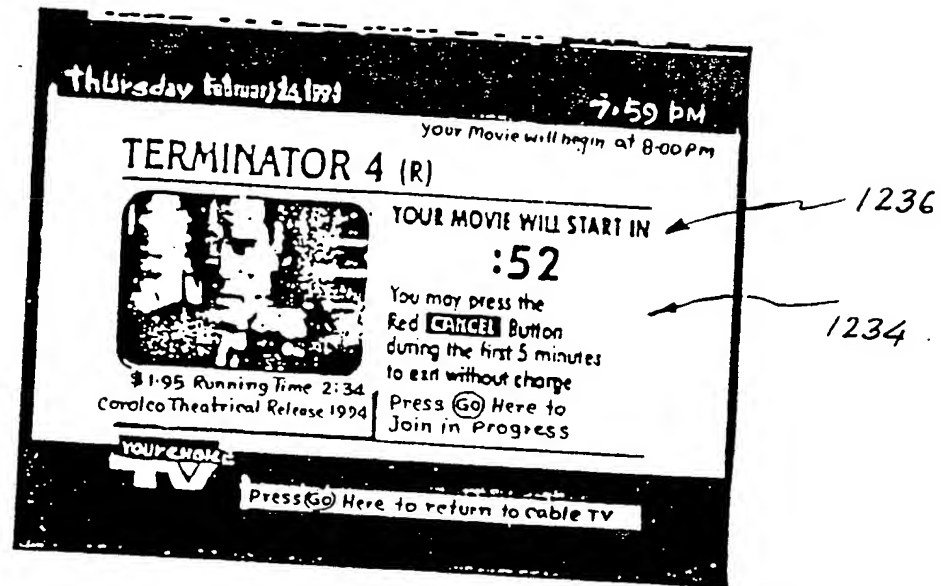 Thursday February 24, 1994
7:59 PM
Your Movie will begin at 8:00 Pm
TERMINATOR 4 (R)
YOUR MOVIE WILL START IN
:52
You may press the
Red CANCEL Button
during the first 5 minutes
to exit without charge
$1.95 Running Time 2:34
Carolco Theatrical Release 1994
Press Go Here to
Join in Progress
YOUR CHOICE
TV
Press Go Here to return to cable TV
1236
1234